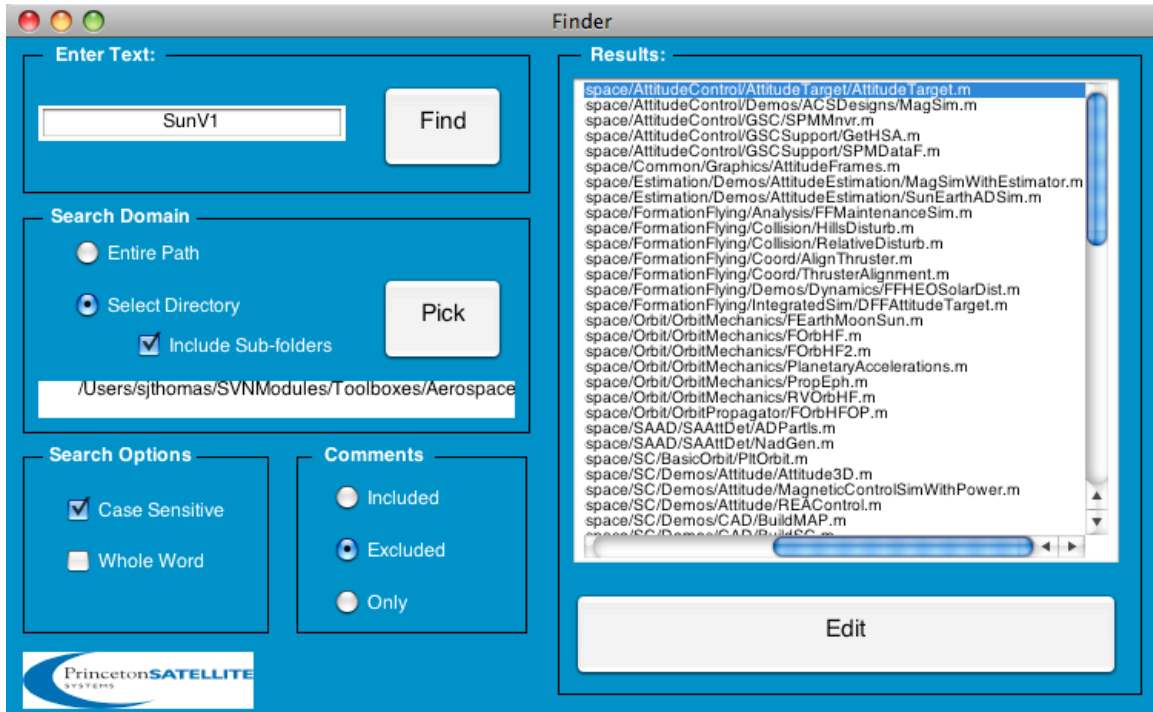 Finder
Enter Text:
SunV1
Find
Search Domain
Entire Path
Select Directory
Include Sub-folders
Pick
/Users/sjthomas/SVNModules/Toolboxes/Aerospace
Search Options
Case Sensitive
Whole Word
Comments
Included
Excluded
Only
PrincetonSATELLITE
SYSTEMS
Results:
space/AttitudeControl/AttitudeTarget/AttitudeTarget.m
space/AttitudeControl/Demos/ACSDesigns/MagSim.m
space/AttitudeControl/GSC/SPMMnvr.m
space/AttitudeControl/GSCSupport/GetHSA.m
space/AttitudeControl/GSCSupport/SPMDataF.m
space/Common/Graphics/AttitudeFrames.m
space/Estimation/Demos/AttitudeEstimation/MagSimWithEstimator.m
space/Estimation/Demos/AttitudeEstimation/SunEarthADSim.m
space/FormationFlying/Analysis/FFMaintenanceSim.m
space/FormationFlying/Collision/HillsDisturb.m
space/FormationFlying/Collision/RelativeDisturb.m
space/FormationFlying/Coord/AlignThruster.m
space/FormationFlying/Coord/ThrusterAlignment.m
space/FormationFlying/Demos/Dynamics/FFHEOSolarDist.m
space/FormationFlying/IntegratedSim/DFFAttitudeTarget.m
space/Orbit/OrbitMechanics/FEarthMoonSun.m
space/Orbit/OrbitMechanics/FOrbHF.m
space/Orbit/OrbitMechanics/FOrbHF2.m
space/Orbit/OrbitMechanics/PlanetaryAccelerations.m
space/Orbit/OrbitMechanics/PropEph.m
space/Orbit/OrbitMechanics/RVOrbHF.m
space/Orbit/OrbitPropagator/FOrbHFOP.m
space/SAAD/SAAttDet/ADPartls.m
space/SAAD/SAAttDet/NadGen.m
space/SC/BasicOrbit/PltOrbit.m
space/SC/Demos/Attitude/Attitude3D.m
space/SC/Demos/Attitude/MagneticControlSimWithPower.m
space/SC/Demos/Attitude/REAControl.m
space/SC/Demos/CAD/BuildMAP.m
space/SC/Demos/CAD/BuildSC.m
Edit